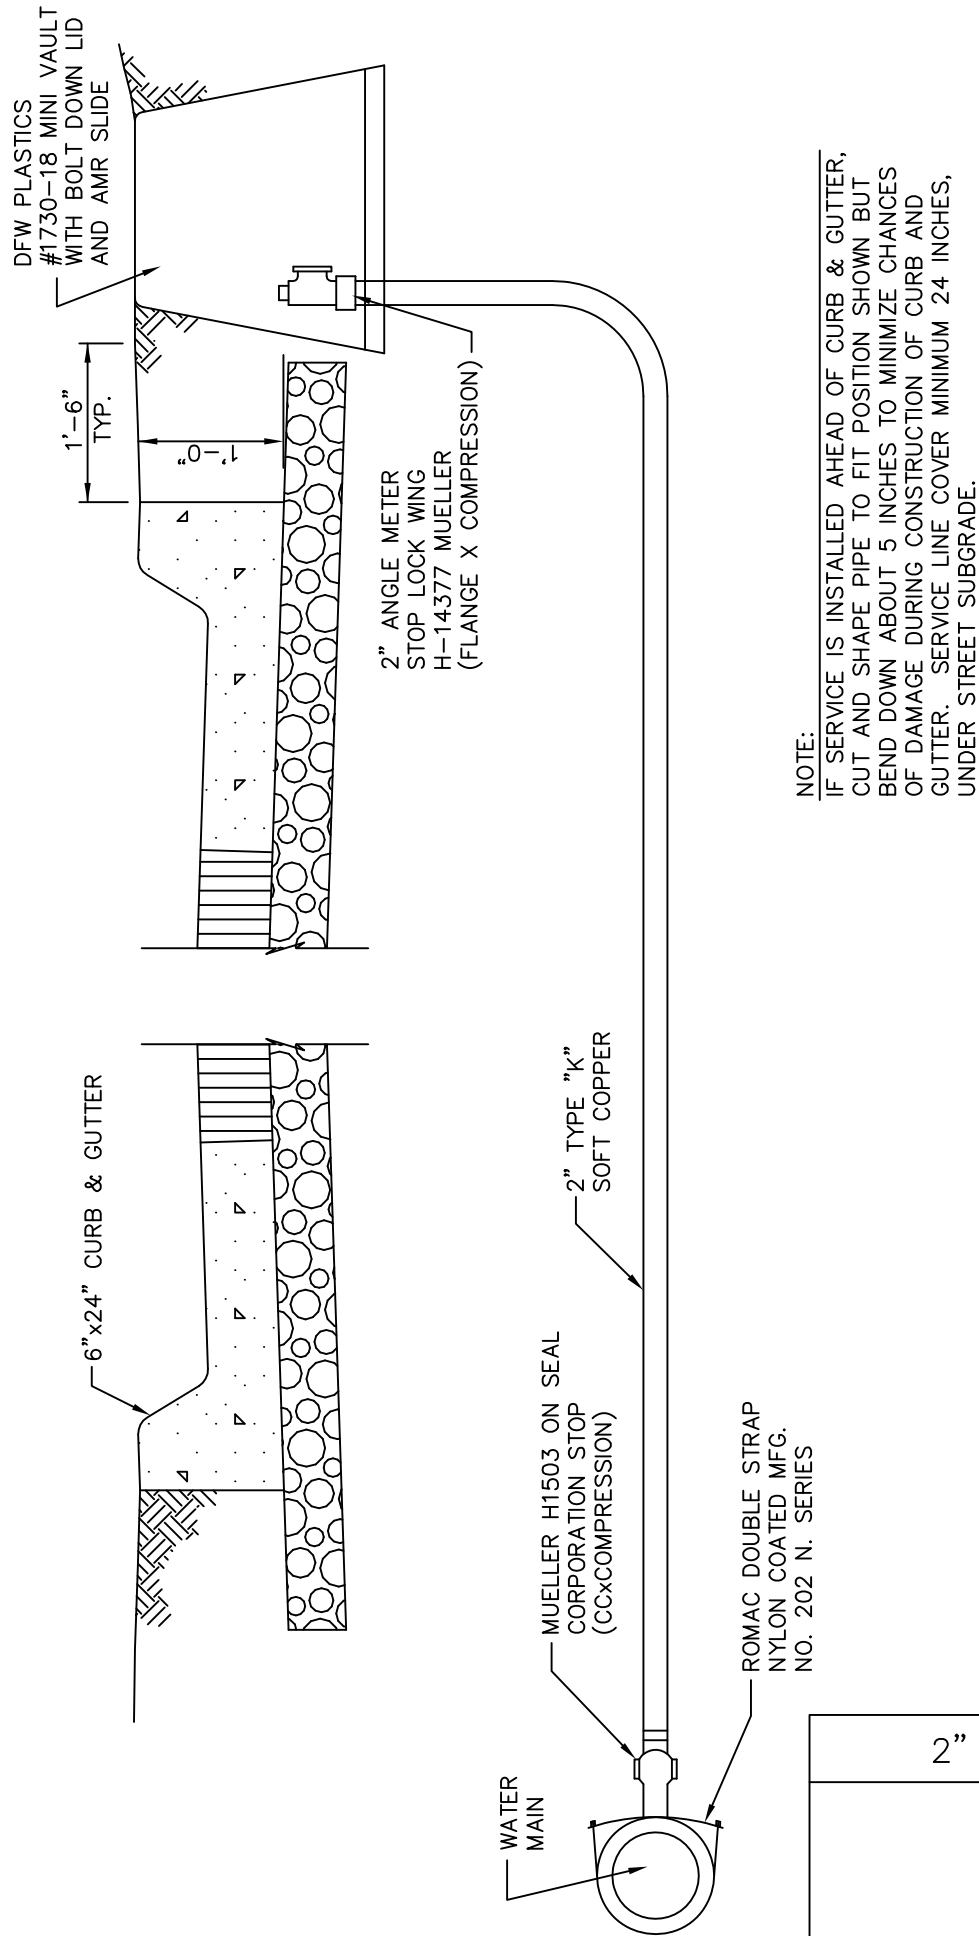 DFW PLASTICS
#1730-18 MINI VAULT
WITH BOLT DOWN LID
AND AMR SLIDE
1'-6"
TYP.
1'-0"
2" ANGLE METER
STOP LOCK WING
H-14377 MUELLER
(FLANGE X COMPRESSION)
6"x24" CURB & GUTTER
2" TYPE "K"
SOFT COPPER
MUELLER H1503 ON SEAL
CORPORATION STOP
(CCxCOMPRESSION)
WATER
MAIN
ROMAC DOUBLE STRAP
NYLON COATED MFG.
NO. 202 N. SERIES
NOTE:
IF SERVICE IS INSTALLED AHEAD OF CURB & GUTTER,
CUT AND SHAPE PIPE TO FIT POSITION SHOWN BUT
BEND DOWN ABOUT 5 INCHES TO MINIMIZE CHANCES
OF DAMAGE DURING CONSTRUCTION OF CURB AND
GUTTER. SERVICE LINE COVER MINIMUM 24 INCHES,
UNDER STREET SUBGRADE.
2"